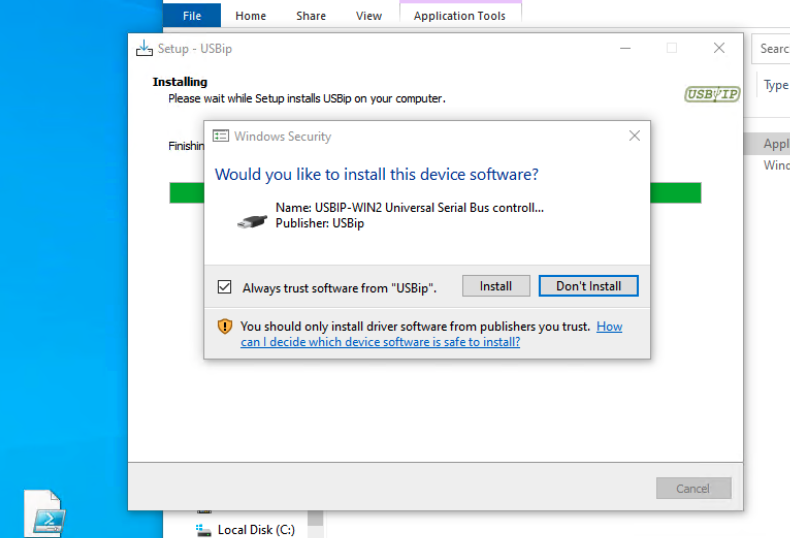 File Home Share View Application Tools
Setup - USBip
Searc
Installing
Please wait while Setup installs USBip on your computer.
USBIP
Type
Finishin
Windows Security
Appl
Winc
Would you like to install this device software?
Name: USBIP-WIN2 Universal Serial Bus controll...
Publisher: USBip
Always trust software from "USBip".
Install
Don't Install
You should only install driver software from publishers you trust. How
can I decide which device software is safe to install?
Cancel
Local Disk (C:)